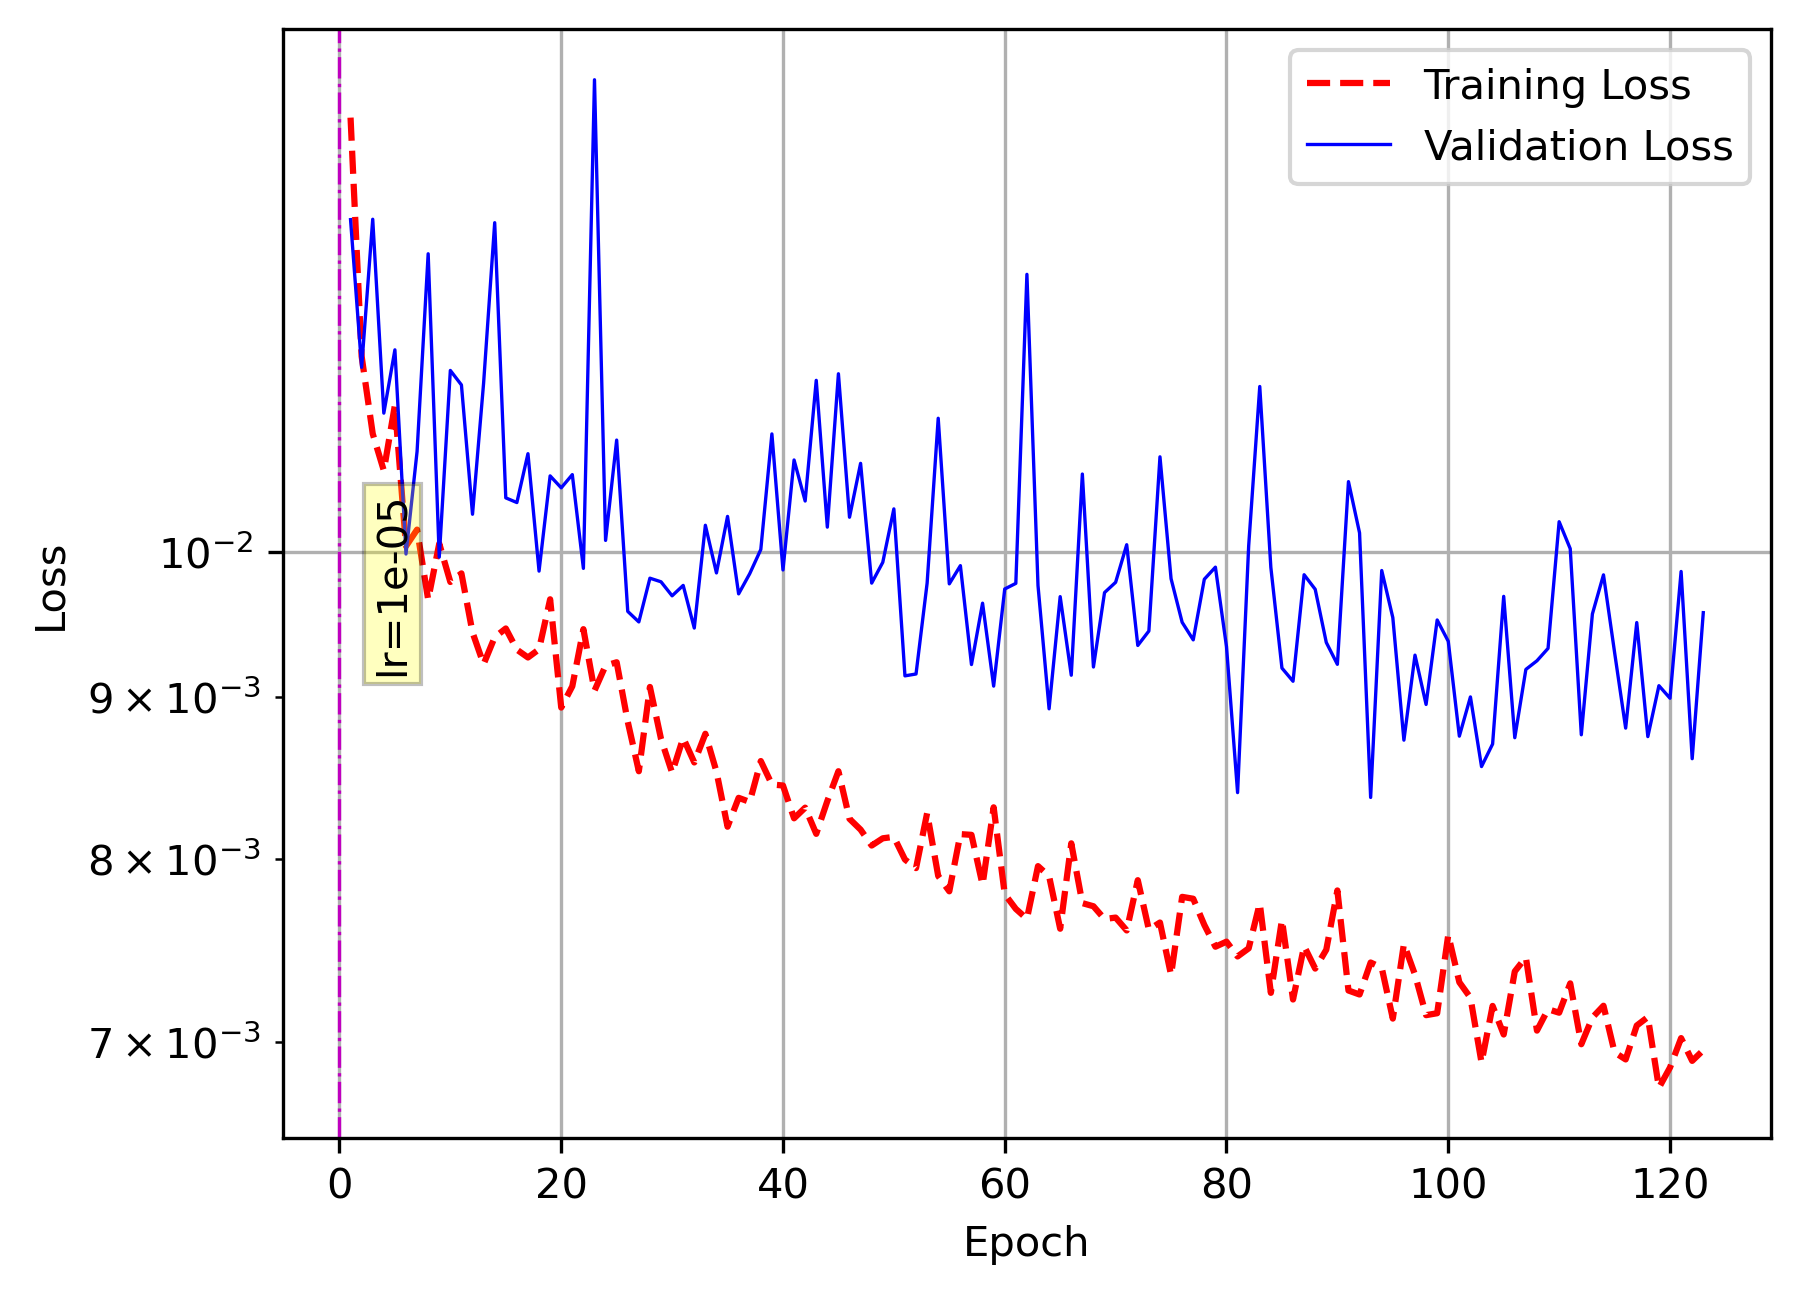 Training Loss
Validation Loss
lr=1e-05
Loss
10⁻²
9 × 10⁻³
8 × 10⁻³
7 × 10⁻³
0 20 40 60 80 100 120
Epoch